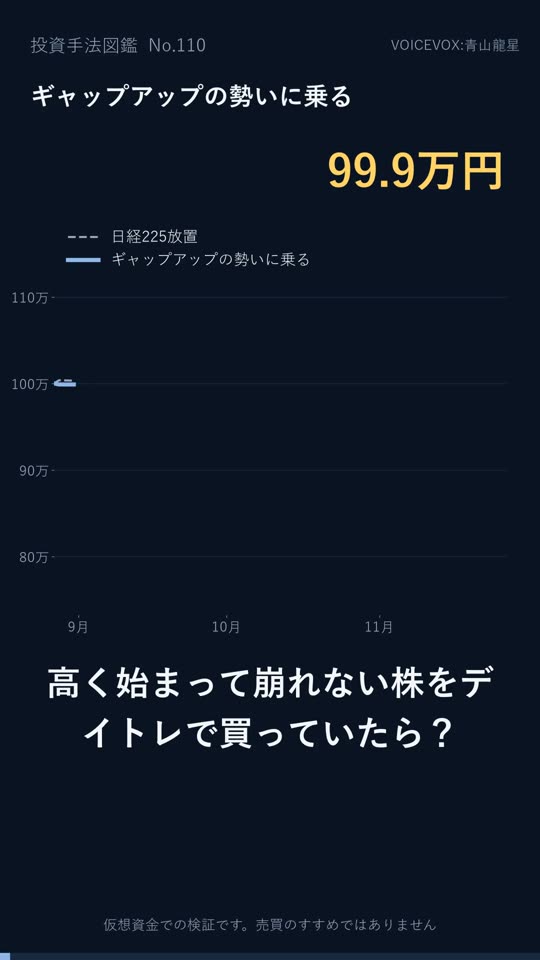 投資手法図鑑 No.110
VOICEVOX:青山龍星
ギャップアップの勢いに乗る
99.9万円
日経225放置
ギャップアップの勢いに乗る
110万
100万
90万
80万
9月 10月 11月
高く始まって崩れない株をデ
イトレで買っていたら？
仮想資金での検証です。売買のすすめではありません